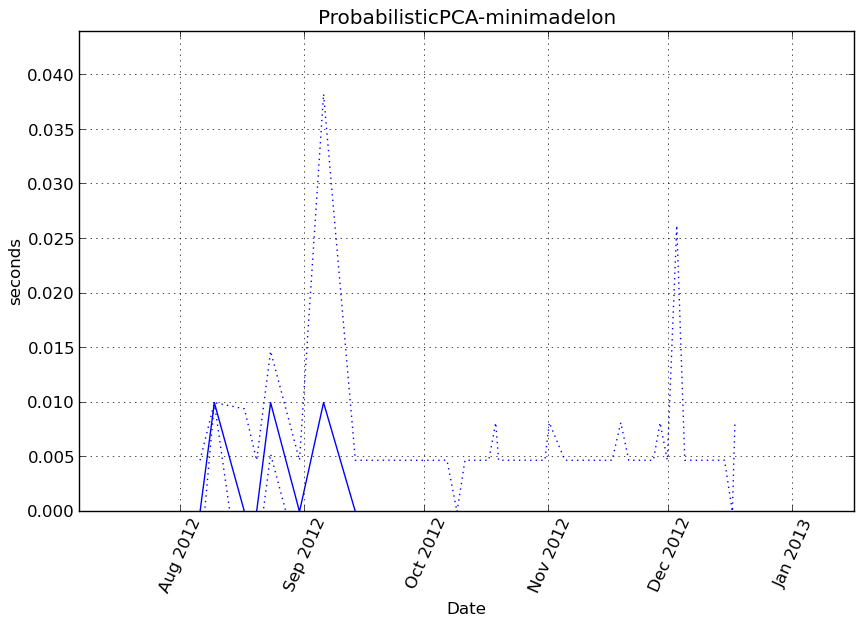 ProbabilisticPCA-minimadelon
0.040
0.035
0.030
0.025
0.020
0.015
0.010
0.005
0.000
seconds
Aug 2012
Sep 2012
Oct 2012
Nov 2012
Dec 2012
Jan 2013
Date